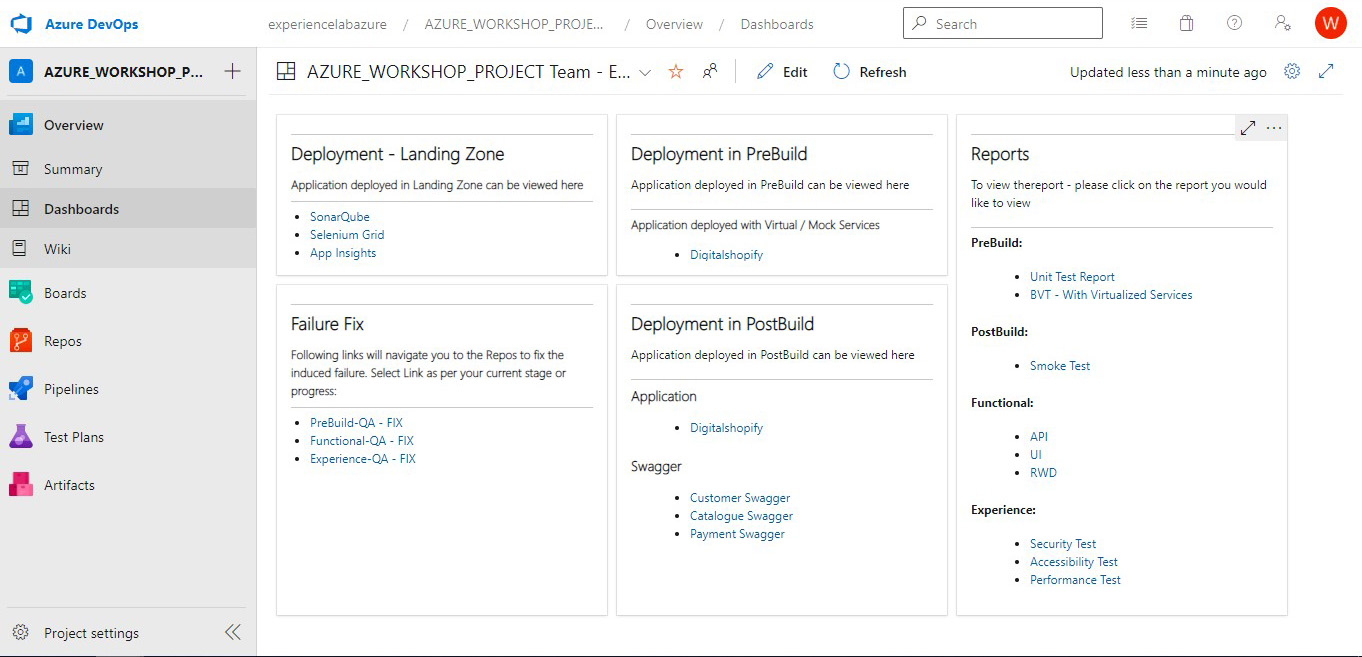 Azure DevOps
experiencelabazure / AZURE_WORKSHOP_PROJE... / Overview / Dashboards
Search
W
A AZURE_WORKSHOP_P...
AZURE_WORKSHOP_PROJECT Team - E...
Edit
Refresh
Updated less than a minute ago
Overview
Summary
Dashboards
Wiki
Boards
Repos
Pipelines
Test Plans
Artifacts
Project settings
Deployment - Landing Zone
Application deployed in Landing Zone can be viewed here
• SonarQube
• Selenium Grid
• App Insights
Deployment in PreBuild
Application deployed in PreBuild can be viewed here
Application deployed with Virtual / Mock Services
• Digitalshopify
Failure Fix
Following links will navigate you to the Repos to fix the
induced failure. Select Link as per your current stage or
progress:
• PreBuild-QA - FIX
• Functional-QA - FIX
• Experience-QA - FIX
Deployment in PostBuild
Application deployed in PostBuild can be viewed here
Application
• Digitalshopify
Swagger
• Customer Swagger
• Catalogue Swagger
• Payment Swagger
Reports
To view thereport - please click on the report you would
like to view
PreBuild:
• Unit Test Report
• BVT - With Virtualized Services
PostBuild:
• Smoke Test
Functional:
• API
• UI
• RWD
Experience:
• Security Test
• Accessibility Test
• Performance Test